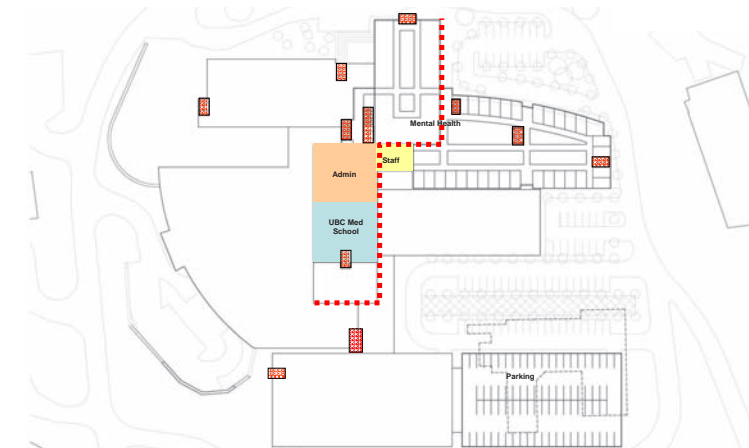 Mental Health
Staff
Admin
UBC Med
School
Parking